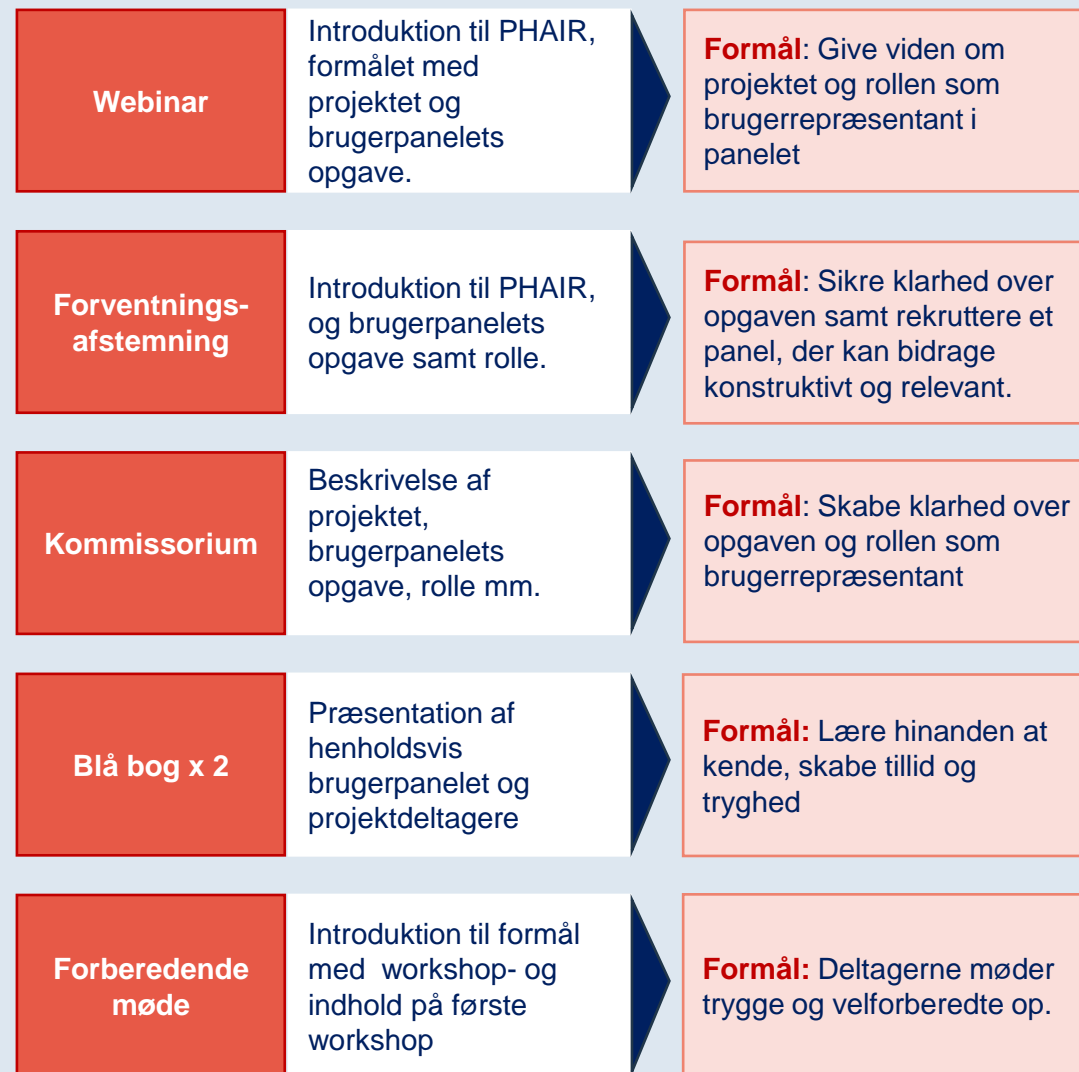 Webinar
Introduktion til PHAIR,
formålet med
projektet og
brugerpanelets
opgave.
Formål: Give viden om
projektet og rollen som
brugerrepræsentant i
panelet
Forventnings-
afstemning
Introduktion til PHAIR,
og brugerpanelets
opgave samt rolle.
Formål: Sikre klarhed over
opgaven samt rekruttere et
panel, der kan bidrage
konstruktivt og relevant.
Kommissorium
Beskrivelse af
projektet,
brugerpanelets
opgave, rolle mm.
Formål: Skabe klarhed over
opgaven og rollen som
brugerrepræsentant
Blå bog x 2
Præsentation af
henholdsvis
brugerpanelet og
projektdeltagere
Formål: Lære hinanden at
kende, skabe tillid og
tryghed
Forberedende
møde
Introduktion til formål
med workshop- og
indhold på første
workshop
Formål: Deltagerne møder
trygge og velforberedte op.